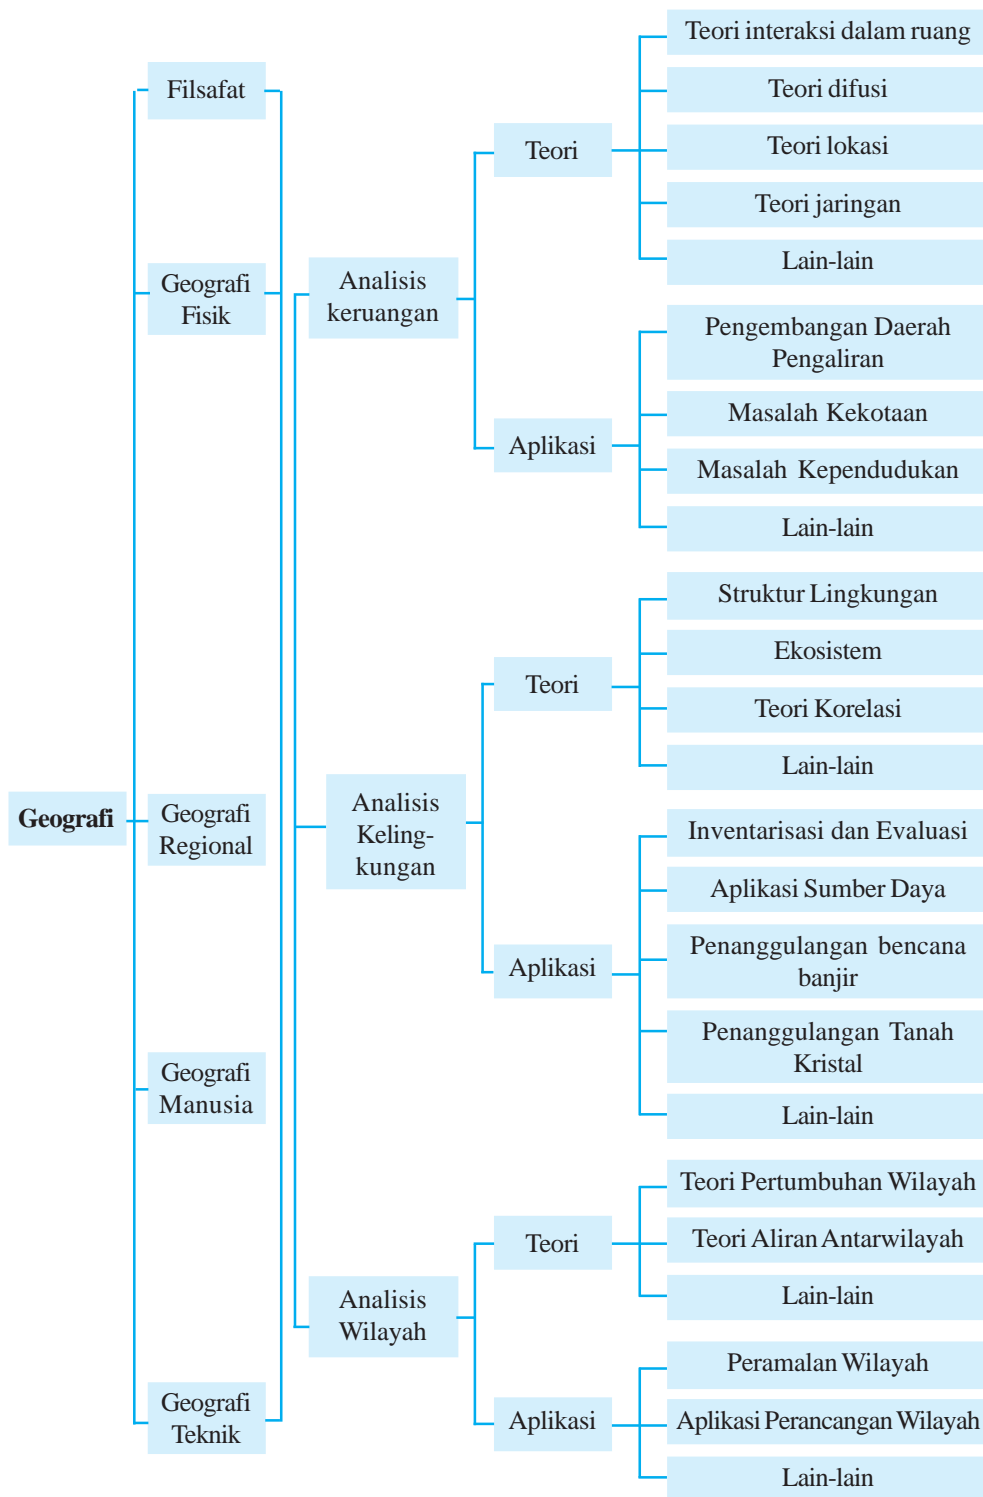 Geografi
Filsafat
Geografi
Fisik
Geografi
Regional
Geografi
Manusia
Geografi
Teknik
Analisis
keruangan
Teori
Teori interaksi dalam ruang
Teori difusi
Teori lokasi
Teori jaringan
Lain-lain
Aplikasi
Pengembangan Daerah
Pengaliran
Masalah Kekotaan
Masalah Kependudukan
Lain-lain
Analisis
Keling-
kungan
Teori
Struktur Lingkungan
Ekosistem
Teori Korelasi
Lain-lain
Aplikasi
Inventarisasi dan Evaluasi
Aplikasi Sumber Daya
Penanggulangan bencana
banjir
Penanggulangan Tanah
Kristal
Lain-lain
Analisis
Wilayah
Teori
Teori Pertumbuhan Wilayah
Teori Aliran Antarwilayah
Lain-lain
Aplikasi
Peramalan Wilayah
Aplikasi Perancangan Wilayah
Lain-lain